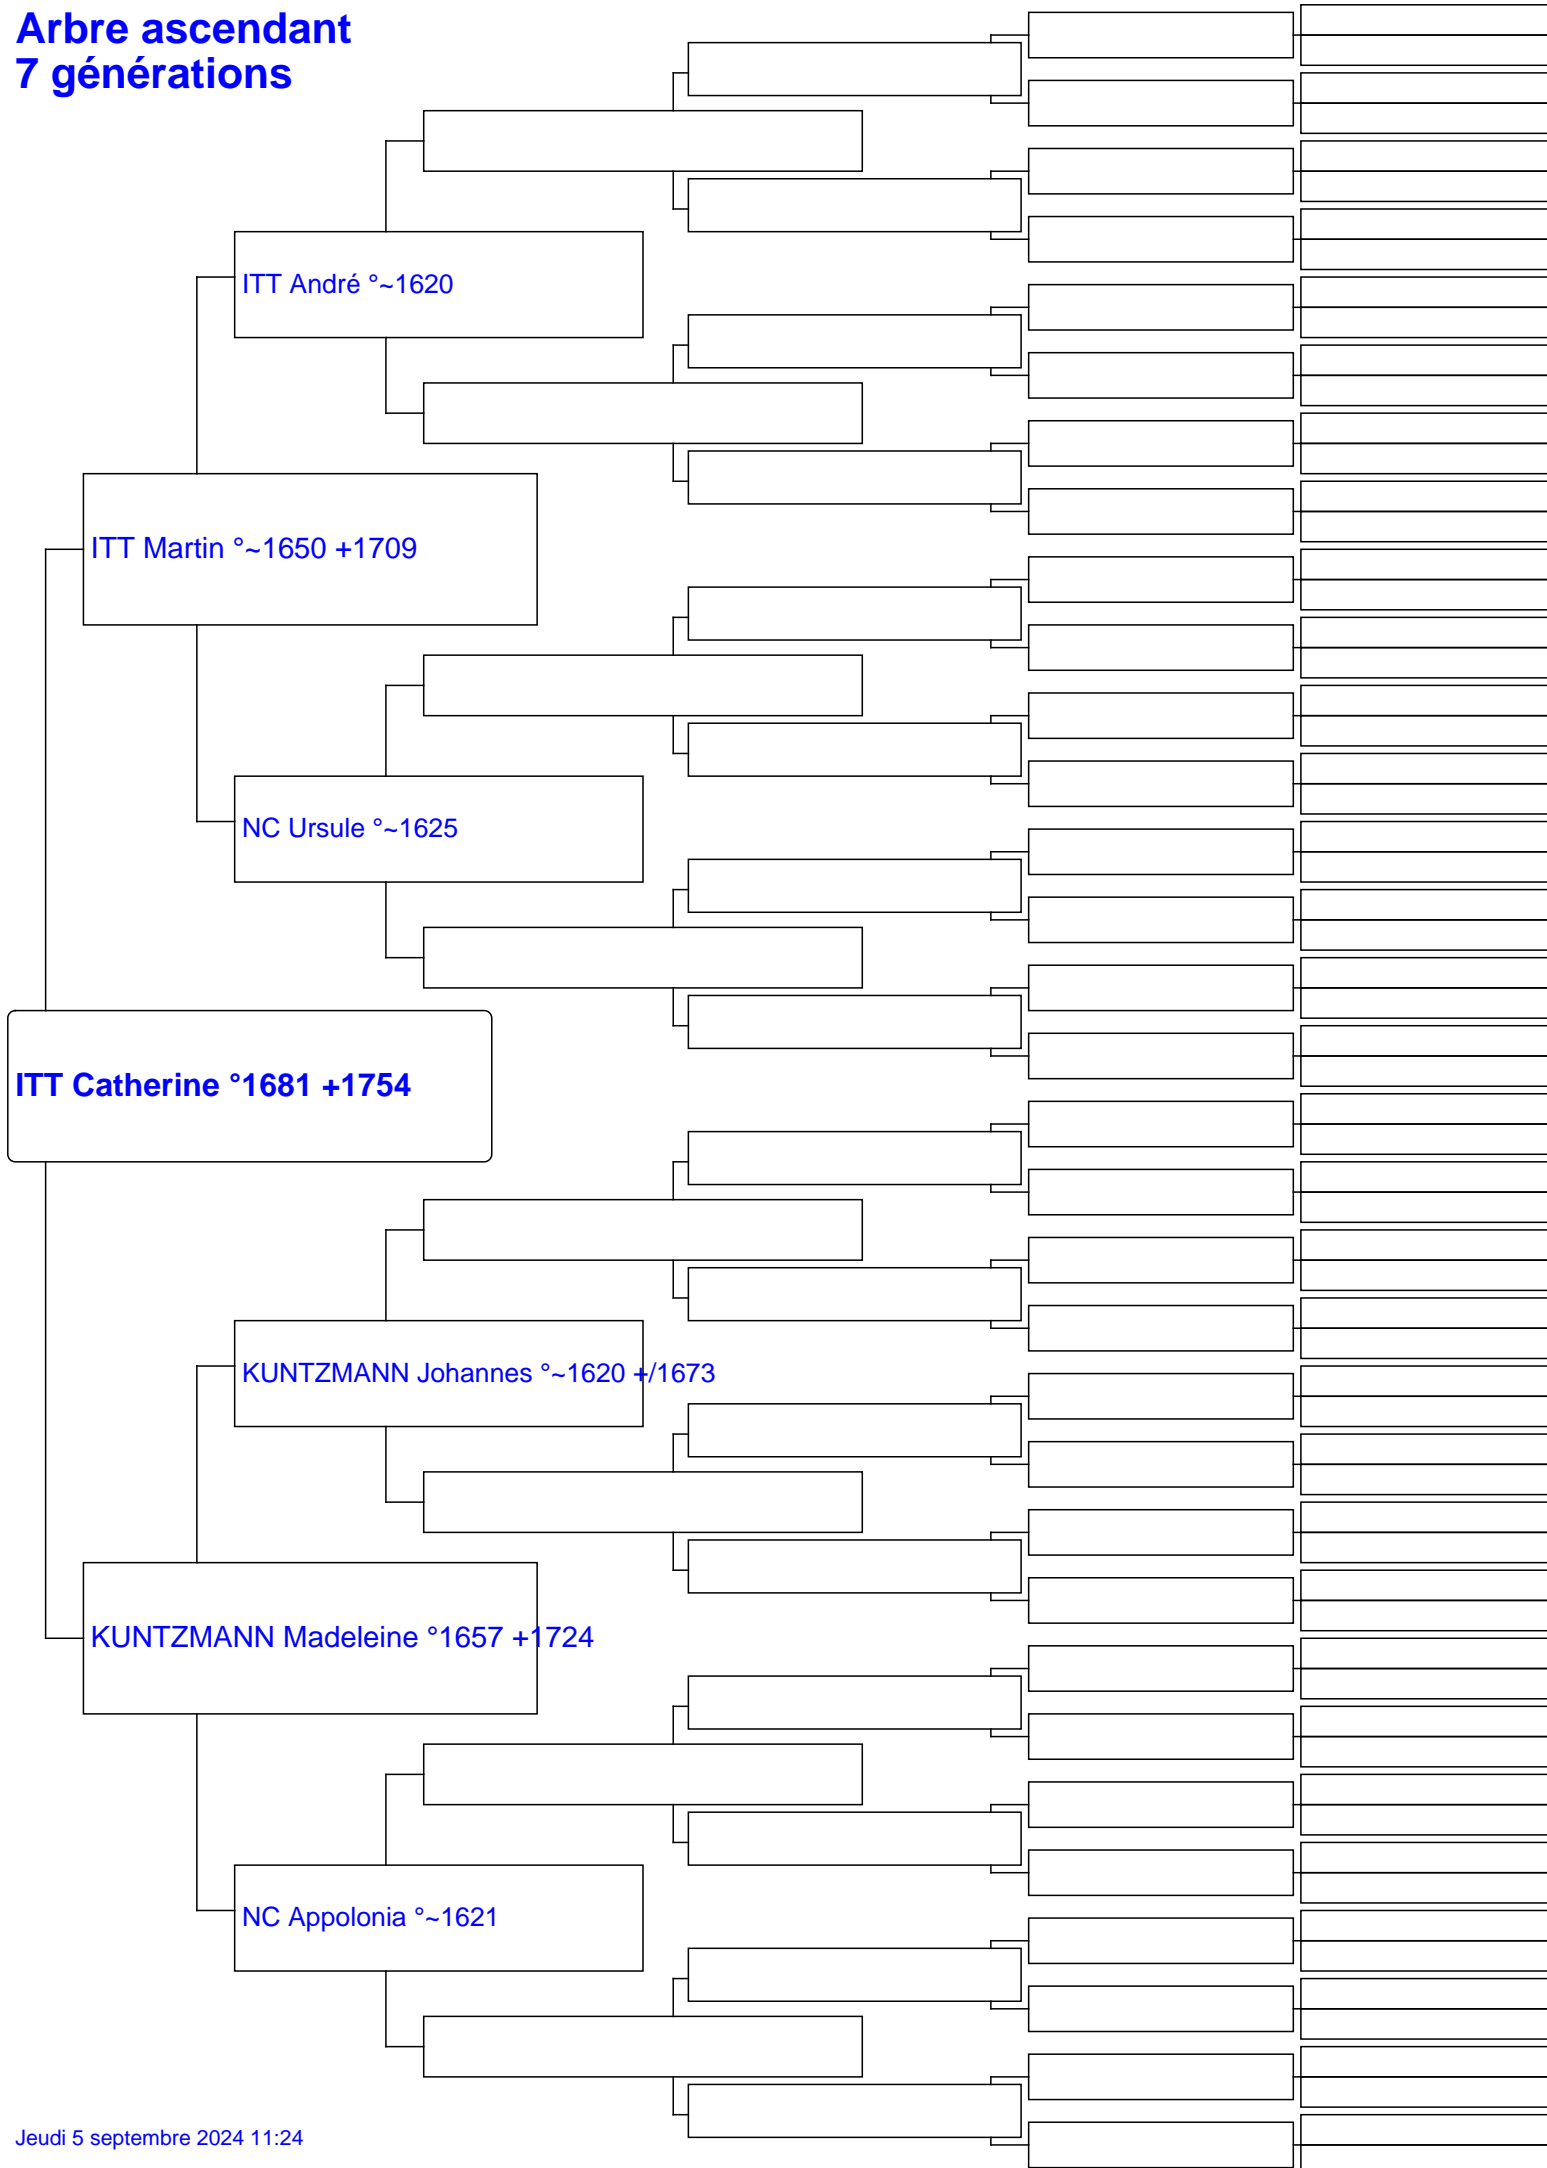 Arbre ascendant
7 générations
ITT André °~1620
ITT Martin °~1650 +1709
NC Ursule °~1625
ITT Catherine °1681 +1754
KUNTZMANN Johannes °~1620 +/1673
KUNTZMANN Madeleine °1657 +1724
NC Appolonia °~1621
Jeudi 5 septembre 2024 11:24